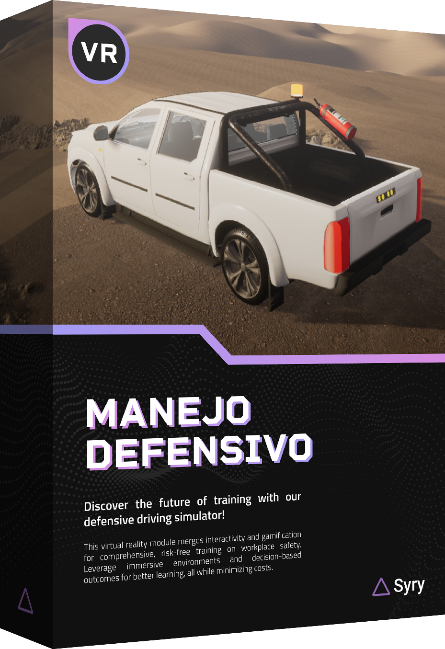 VR
MANEJO
DEFENSIVO
Discover the future of training with our
defensive driving simulator!
This virtual reality module merges interactivity and gamification
for comprehensive, risk-free training on workplace safety.
Leverage immersive environments and decision-based
outcomes for better learning, all while minimizing costs.
Syry